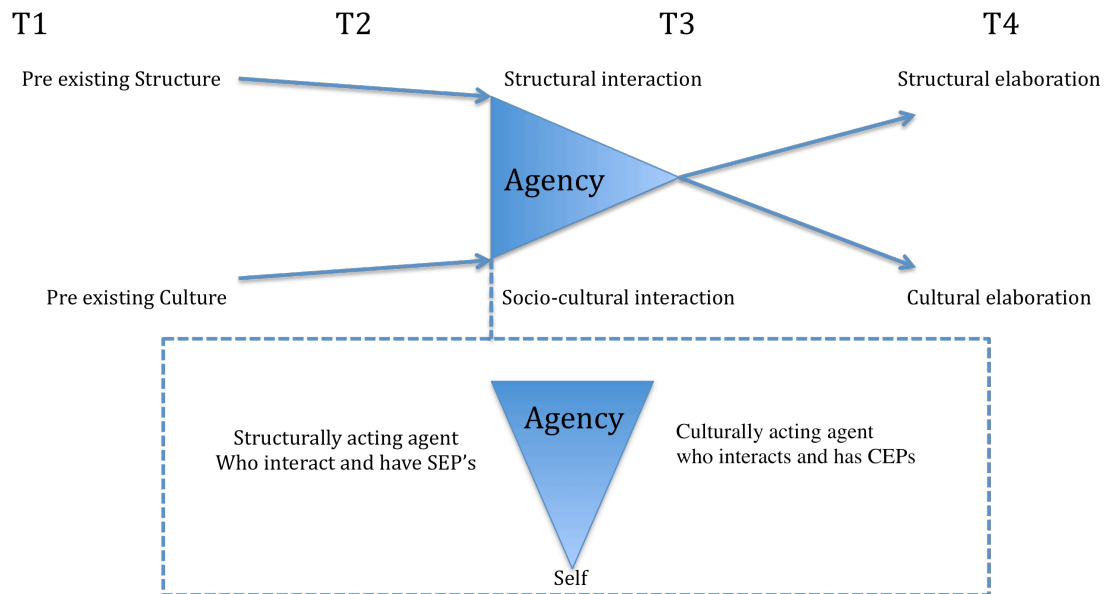 T1
T2
T3
T4
Pre existing Structure
Structural interaction
Structural elaboration
Agency
Pre existing Culture
Socio-cultural interaction
Cultural elaboration
Agency
Structurally acting agent
Who interact and have SEP's
Culturally acting agent
who interacts and has CEPs
Self